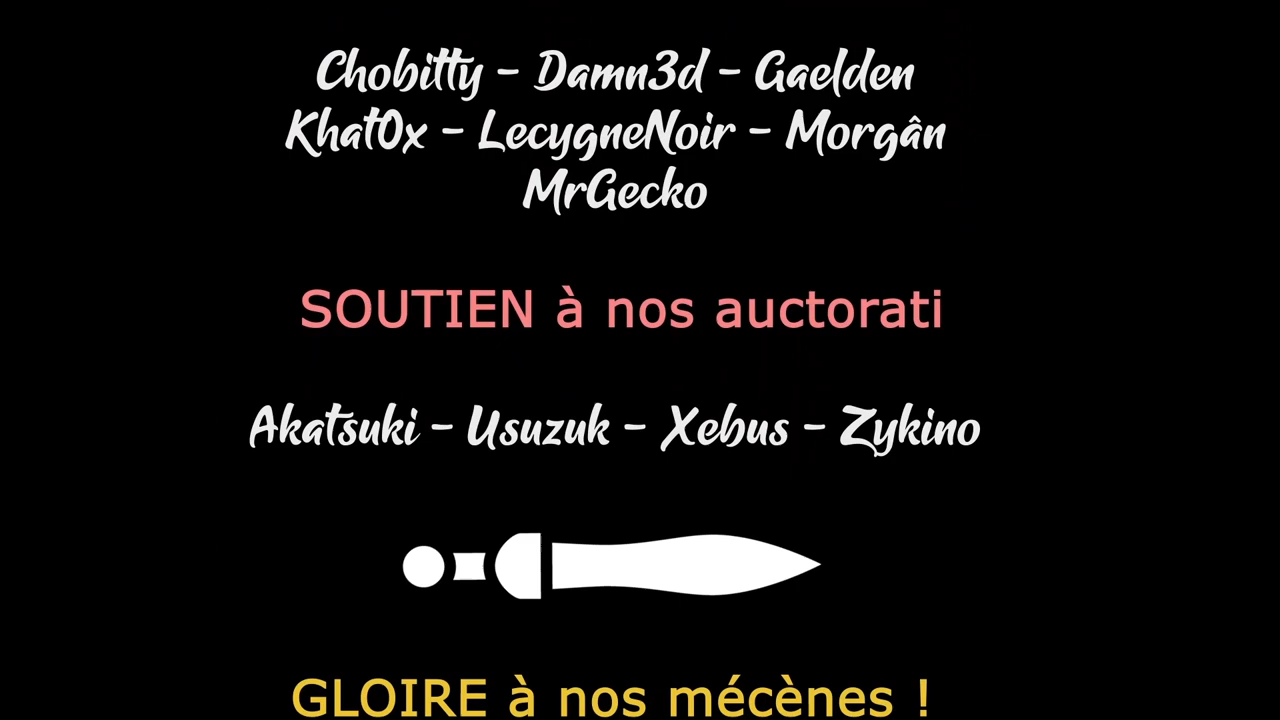 Chobitty - Damn3d - Gaelden
Khat0x - LecygneNoir - Morgân
MrGecko
SOUTIEN à nos auctorati
Akatsuki - Usuzuk - Xebus - Zykino
GLOIRE à nos mécènes !